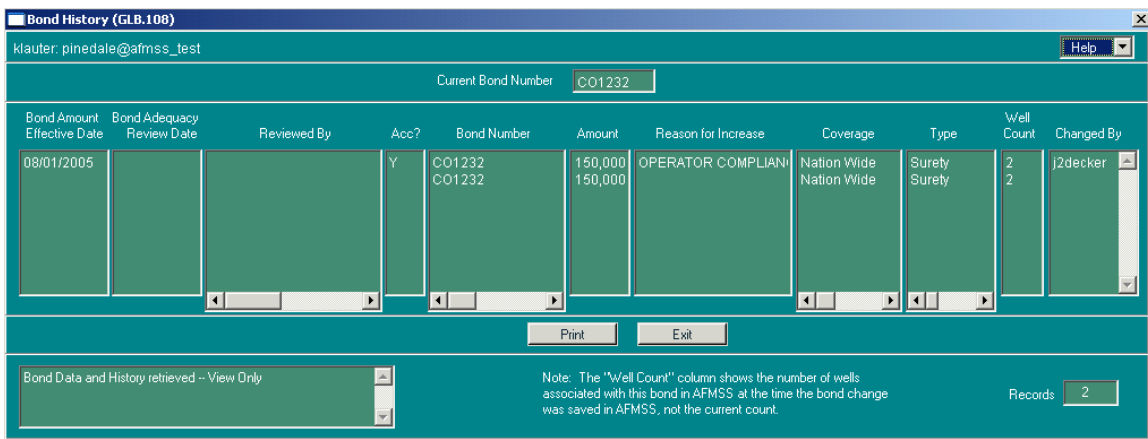 Bond History (GLB.108)
klauter: pinedale@afmss_test
Help
Current Bond Number CO1232
Bond Amount Effective Date Bond Adequacy Review Date Reviewed By Acc? Bond Number Amount Reason for Increase Coverage Type Well Count Changed By
08/01/2005 Y CO1232 150,000 OPERATOR COMPLIAN Nation Wide Surety 2 j2decker
CO1232 150,000 Nation Wide Surety 2
Print Exit
Bond Data and History retrieved -- View Only
Note: The "Well Count" column shows the number of wells
associated with this bond in AFMSS at the time the bond change
was saved in AFMSS, not the current count.
Records 2